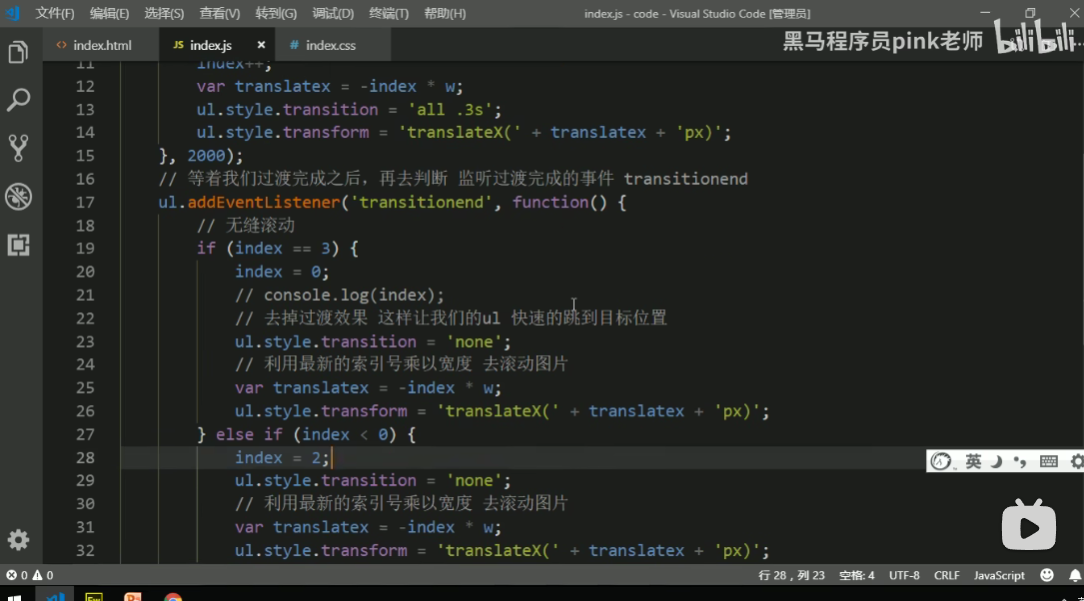 文件(F) 编辑(E) 选择(S) 查看(V) 转到(G) 调试(D) 终端(T) 帮助(H) index.js - code - Visual Studio Code [管理员]
<> index.html JS index.js × # index.css
黑马程序员pink老师 bilibili
11 index++;
12 var translatex = -index * w;
13 ul.style.transition = 'all .3s';
14 ul.style.transform = 'translateX(' + translatex + 'px)';
15 }, 2000);
16 // 等着我们过渡完成之后，再去判断 监听过渡完成的事件 transitionend
17 ul.addEventListener('transitionend', function() {
18 // 无缝滚动
19 if (index == 3) {
20 index = 0;
21 // console.log(index);
22 // 去掉过渡效果 这样让我们的ul 快速的跳到目标位置
23 ul.style.transition = 'none';
24 // 利用最新的索引号乘以宽度 去滚动图片
25 var translatex = -index * w;
26 ul.style.transform = 'translateX(' + translatex + 'px)';
27 } else if (index < 0) {
28 index = 2;
29 ul.style.transition = 'none';
30 // 利用最新的索引号乘以宽度 去滚动图片
31 var translatex = -index * w;
32 ul.style.transform = 'translateX(' + translatex + 'px)';
英
0 0 行 28，列 23 空格: 4 UTF-8 CRLF JavaScript